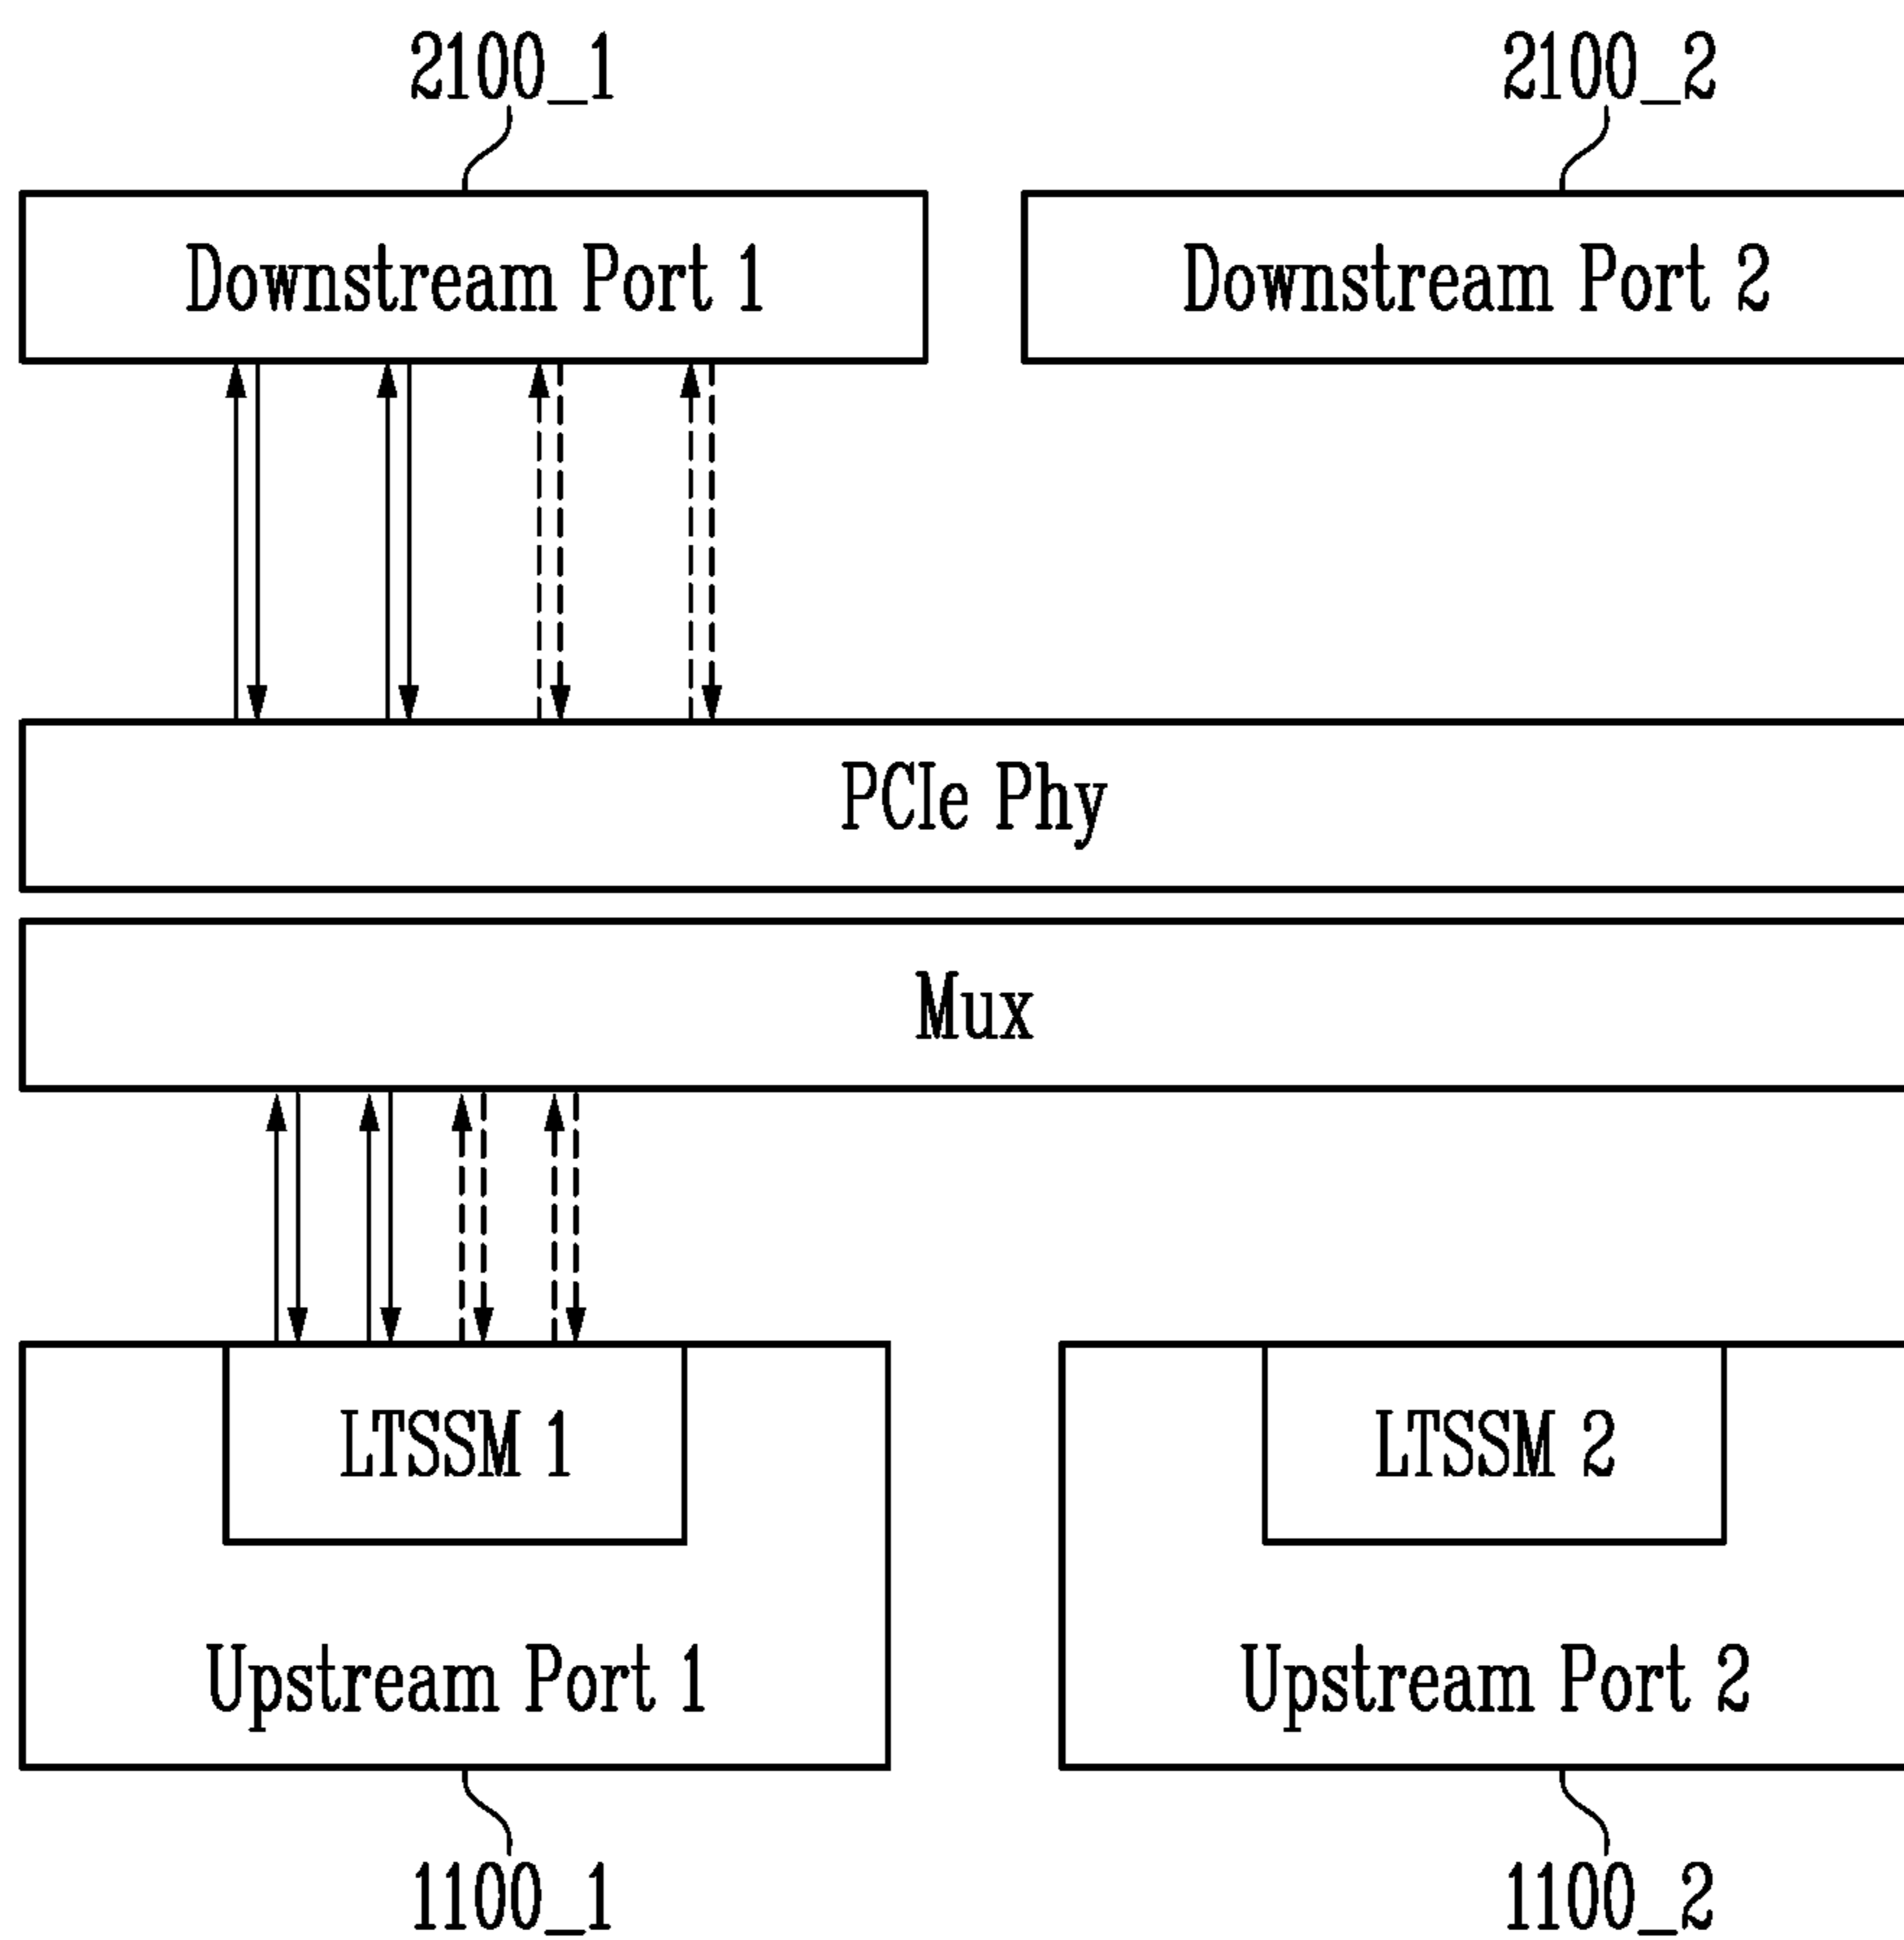 2100_1 2100_2
Downstream Port 1 Downstream Port 2
PCIe Phy
Mux
LTSSM 1 LTSSM 2
Upstream Port 1 Upstream Port 2
1100_1 1100_2